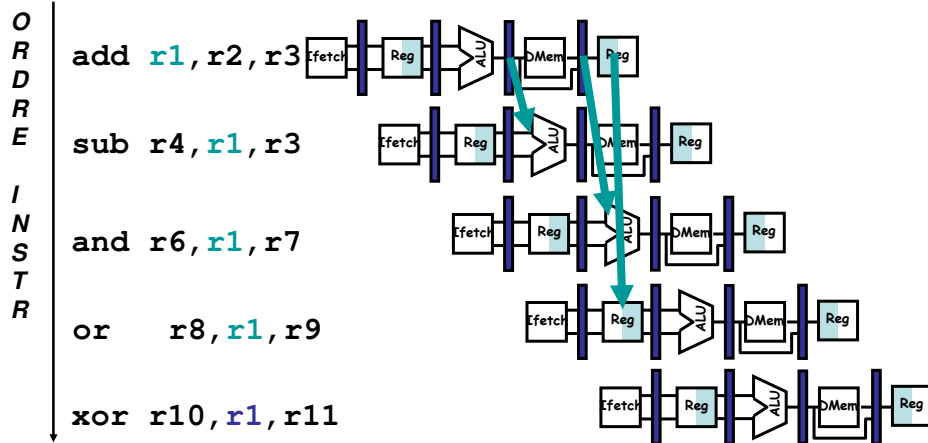 ORDRE INSTR
add r1,r2,r3 Ifetch Reg ALU DMem Reg
sub r4,r1,r3 Ifetch Reg ALU DMem Reg
and r6,r1,r7 Ifetch Reg ALU DMem Reg
or r8,r1,r9 Ifetch Reg ALU DMem Reg
xor r10,r1,r11 Ifetch Reg ALU DMem Reg